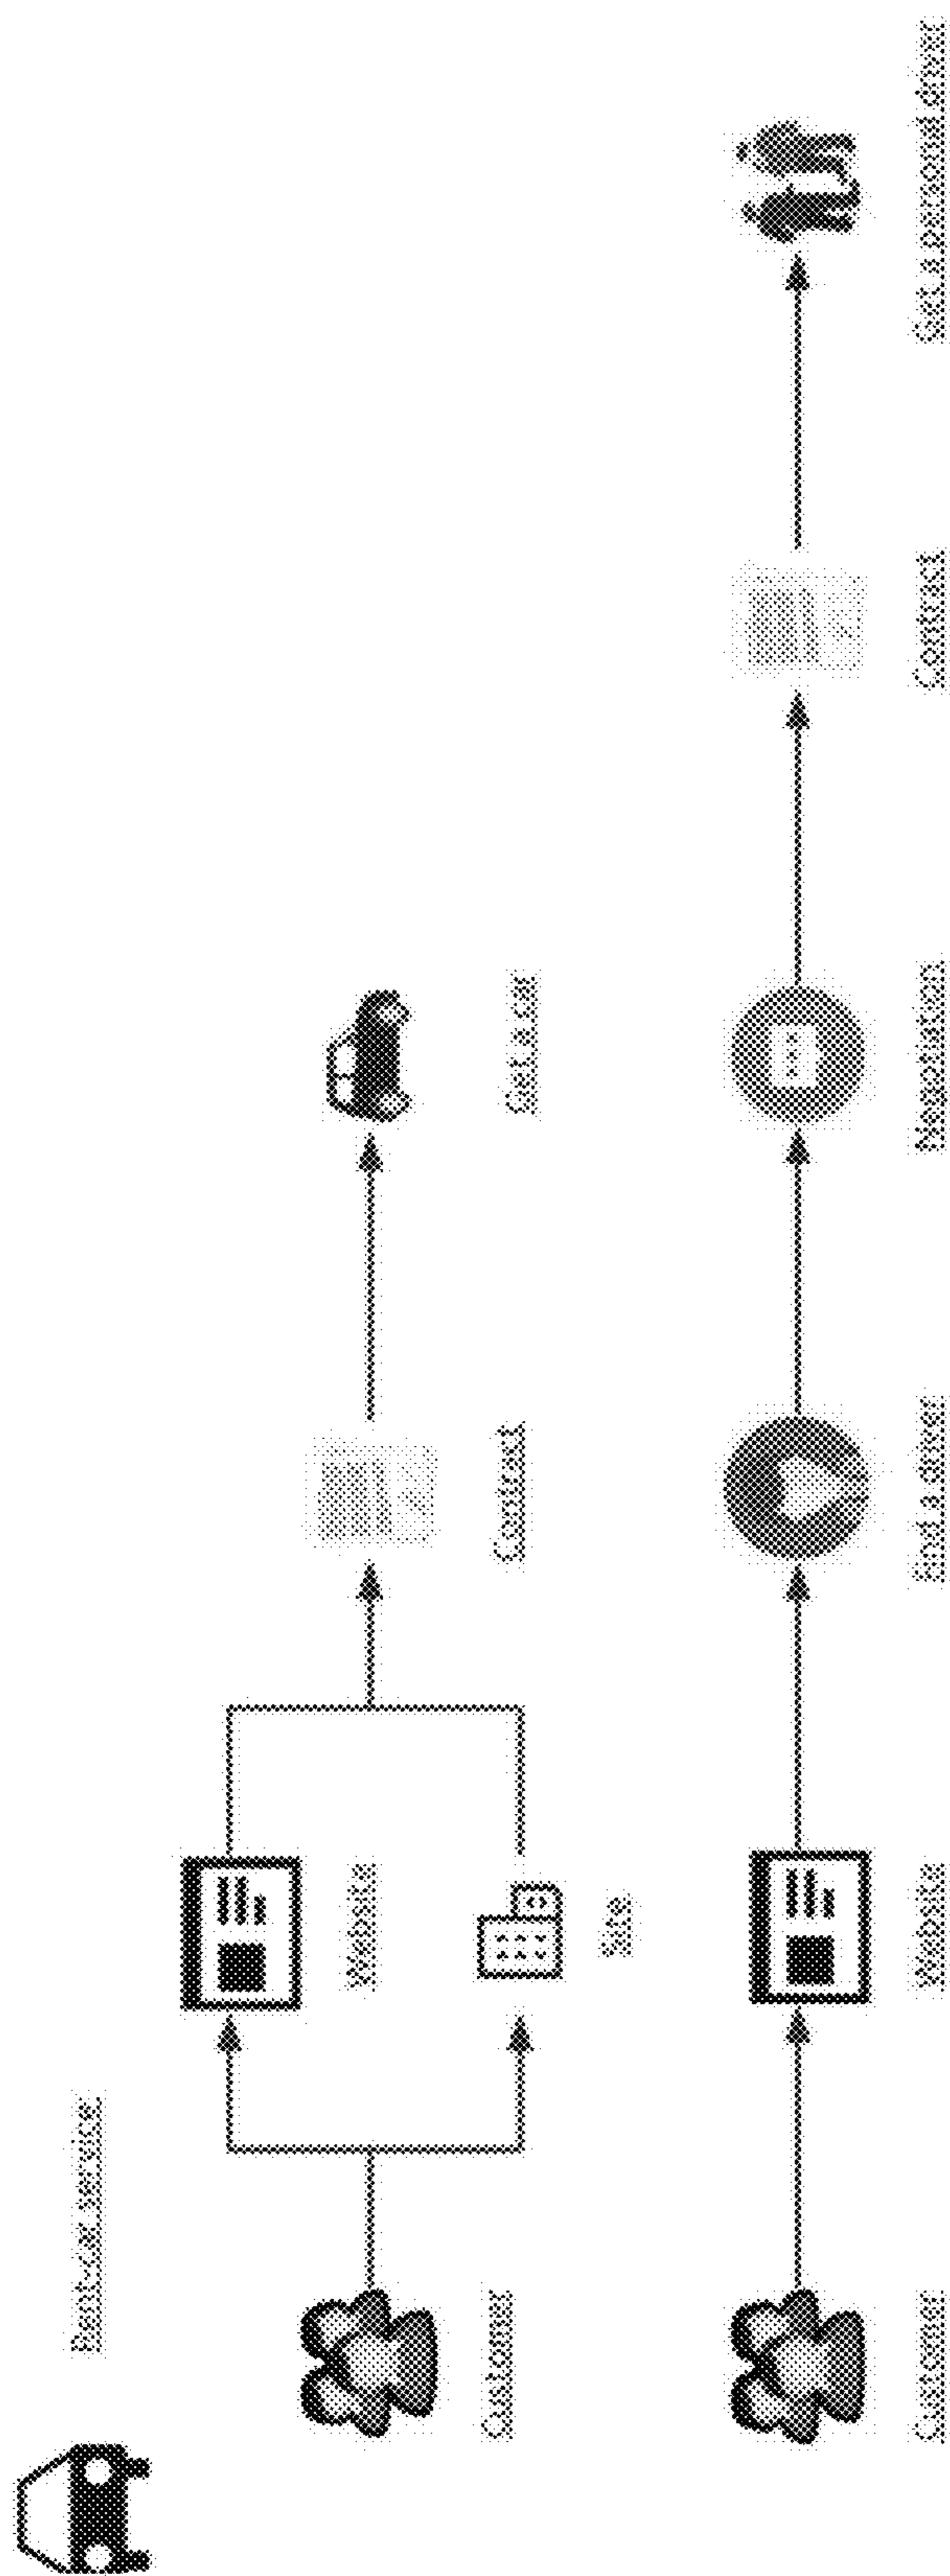 Rent-car service
Customer
Website
Site
Contract
Get a car
Customer
Website
Find a driver
Negotiation
Contract
Get a personal driver